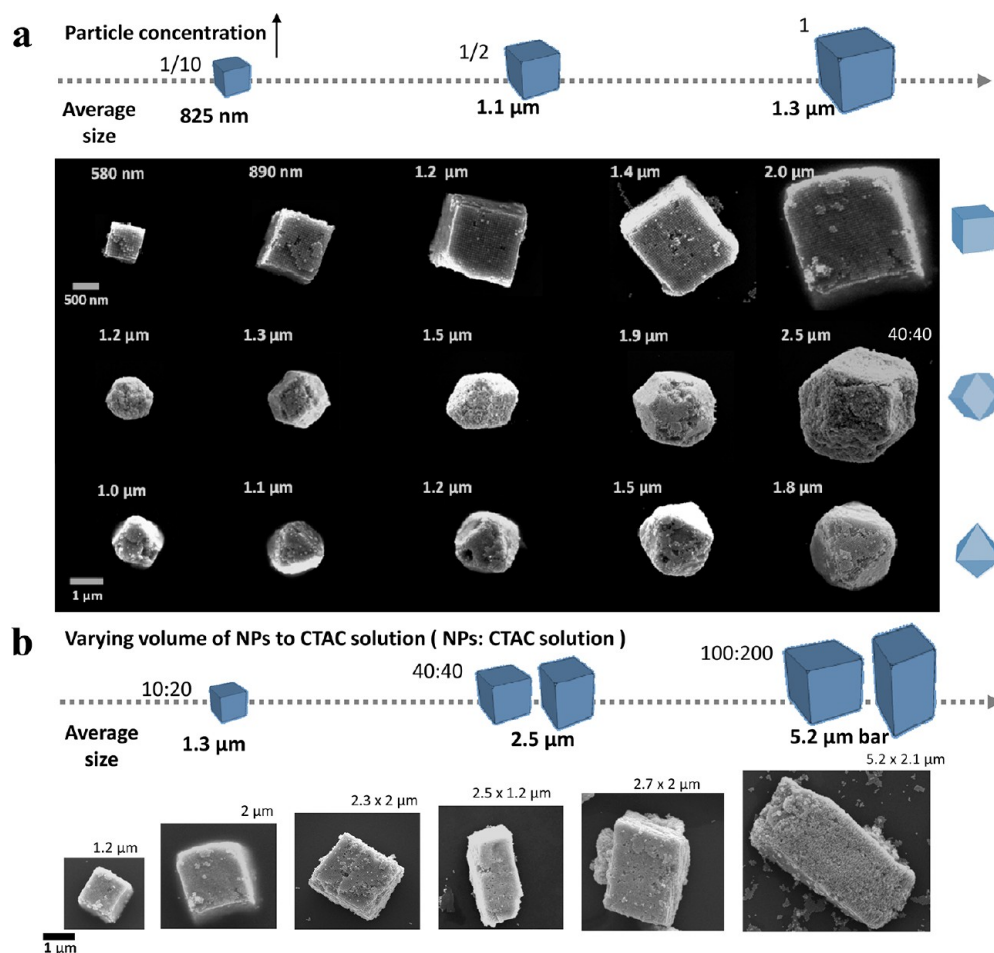 a
Particle concentration
1/10
1/2
1
Average
size
825 nm
1.1 µm
1.3 µm
580 nm
890 nm
1.2 µm
1.4 µm
2.0 µm
500 nm
1.2 µm
1.3 µm
1.5 µm
1.9 µm
2.5 µm
40:40
1.0 µm
1.1 µm
1.2 µm
1.5 µm
1.8 µm
1 µm
b
Varying volume of NPs to CTAC solution ( NPs: CTAC solution )
10:20
40:40
100:200
Average
size
1.3 µm
2.5 µm
5.2 µm bar
1.2 µm
2 µm
2.3 x 2 µm
2.5 x 1.2 µm
2.7 x 2 µm
5.2 x 2.1 µm
1 µm